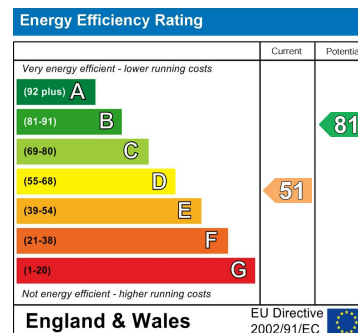 Energy Efficiency Rating
Current Potentia
Very energy efficient - lower running costs
(92 plus) A
(81-91) B
81
(69-80) C
(55-68) D
51
(39-54) E
(21-38) F
(1-20) G
Not energy efficient - higher running costs
England & Wales
EU Directive
2002/91/EC